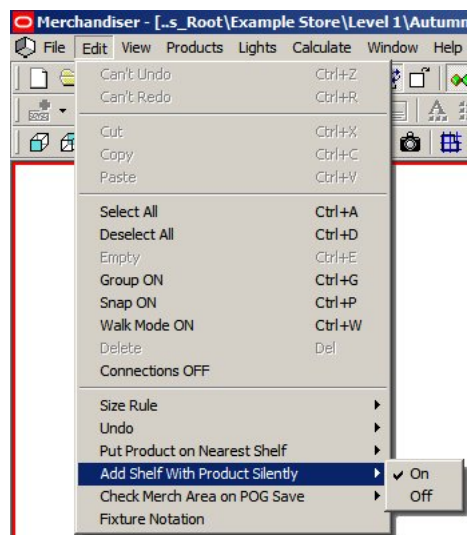 Merchandiser - [..s_Root\Example Store\Level 1\Autumn
File Edit View Products Lights Calculate Window Help
Can't Undo Ctrl+Z
Can't Redo Ctrl+R
Cut Ctrl+X
Copy Ctrl+C
Paste Ctrl+V
Select All Ctrl+A
Deselect All Ctrl+D
Empty Ctrl+E
Group ON Ctrl+G
Snap ON Ctrl+P
Walk Mode ON Ctrl+W
Delete Del
Connections OFF
Size Rule
Undo
Put Product on Nearest Shelf
Add Shelf With Product Silently On
Check Merch Area on POG Save Off
Fixture Notation